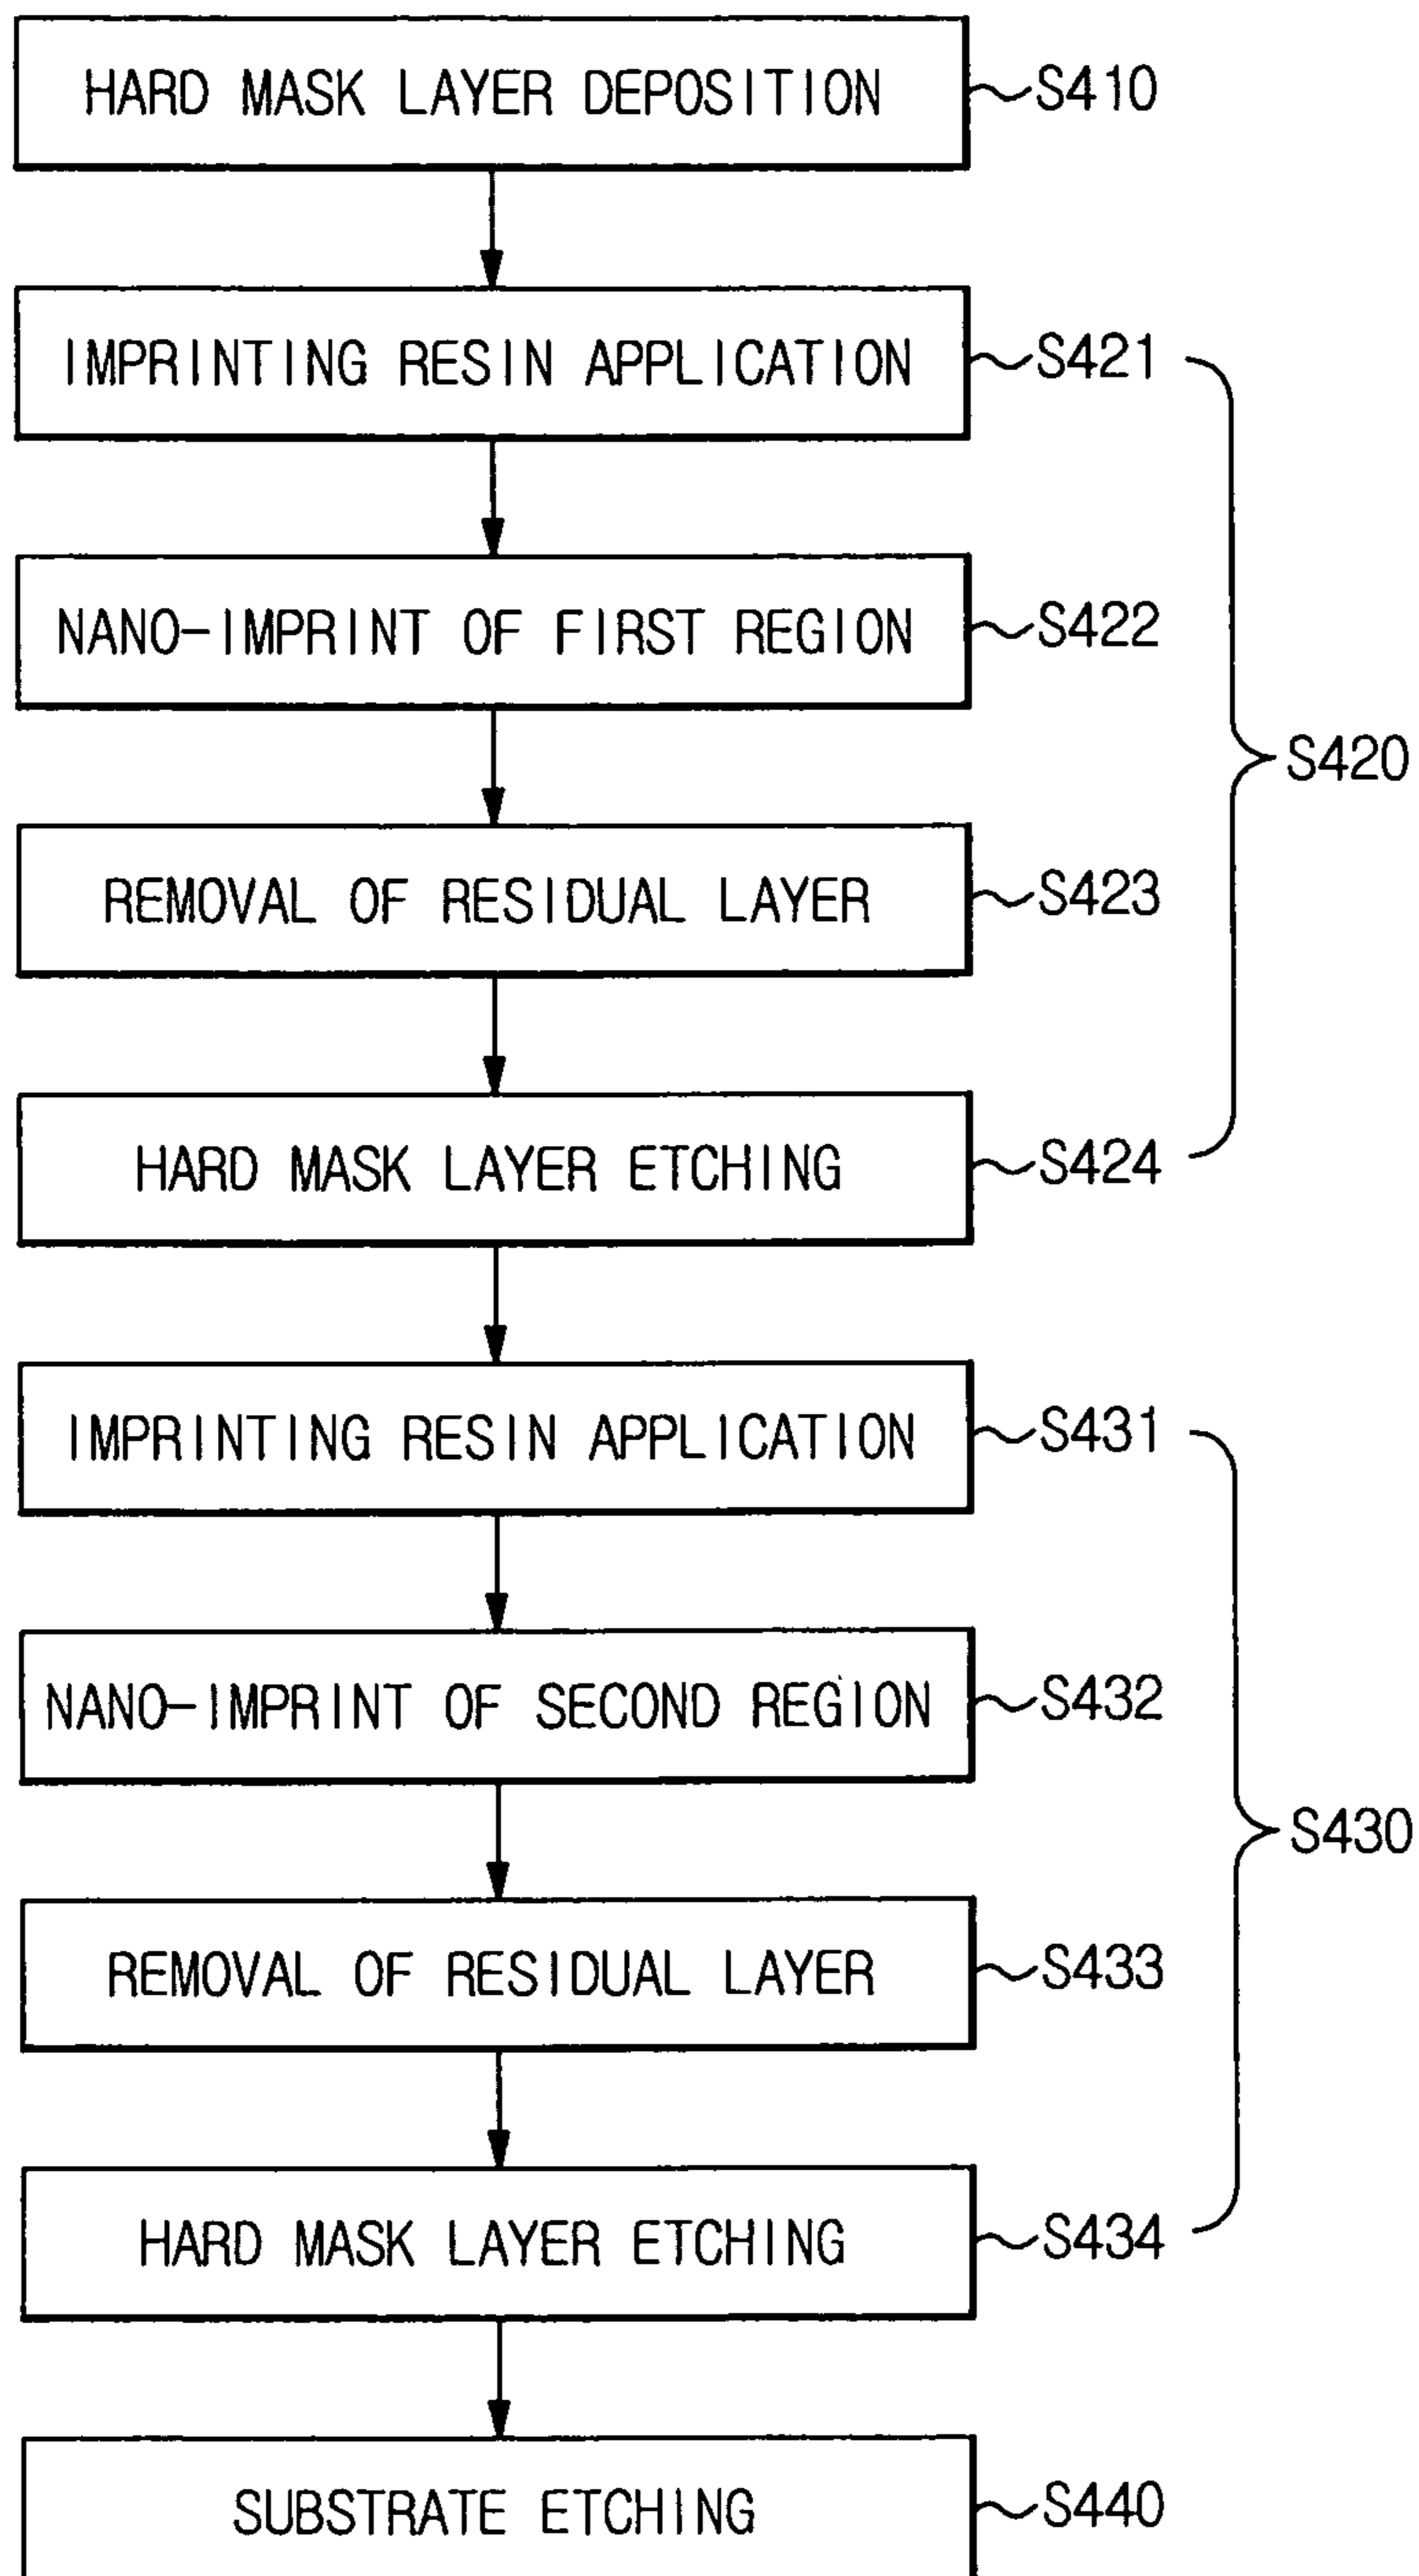 HARD MASK LAYER DEPOSITION S410
IMPRINTING RESIN APPLICATION S421
NANO-IMPRINT OF FIRST REGION S422
S420
REMOVAL OF RESIDUAL LAYER S423
HARD MASK LAYER ETCHING S424
IMPRINTING RESIN APPLICATION S431
NANO-IMPRINT OF SECOND REGION S432
S430
REMOVAL OF RESIDUAL LAYER S433
HARD MASK LAYER ETCHING S434
SUBSTRATE ETCHING S440